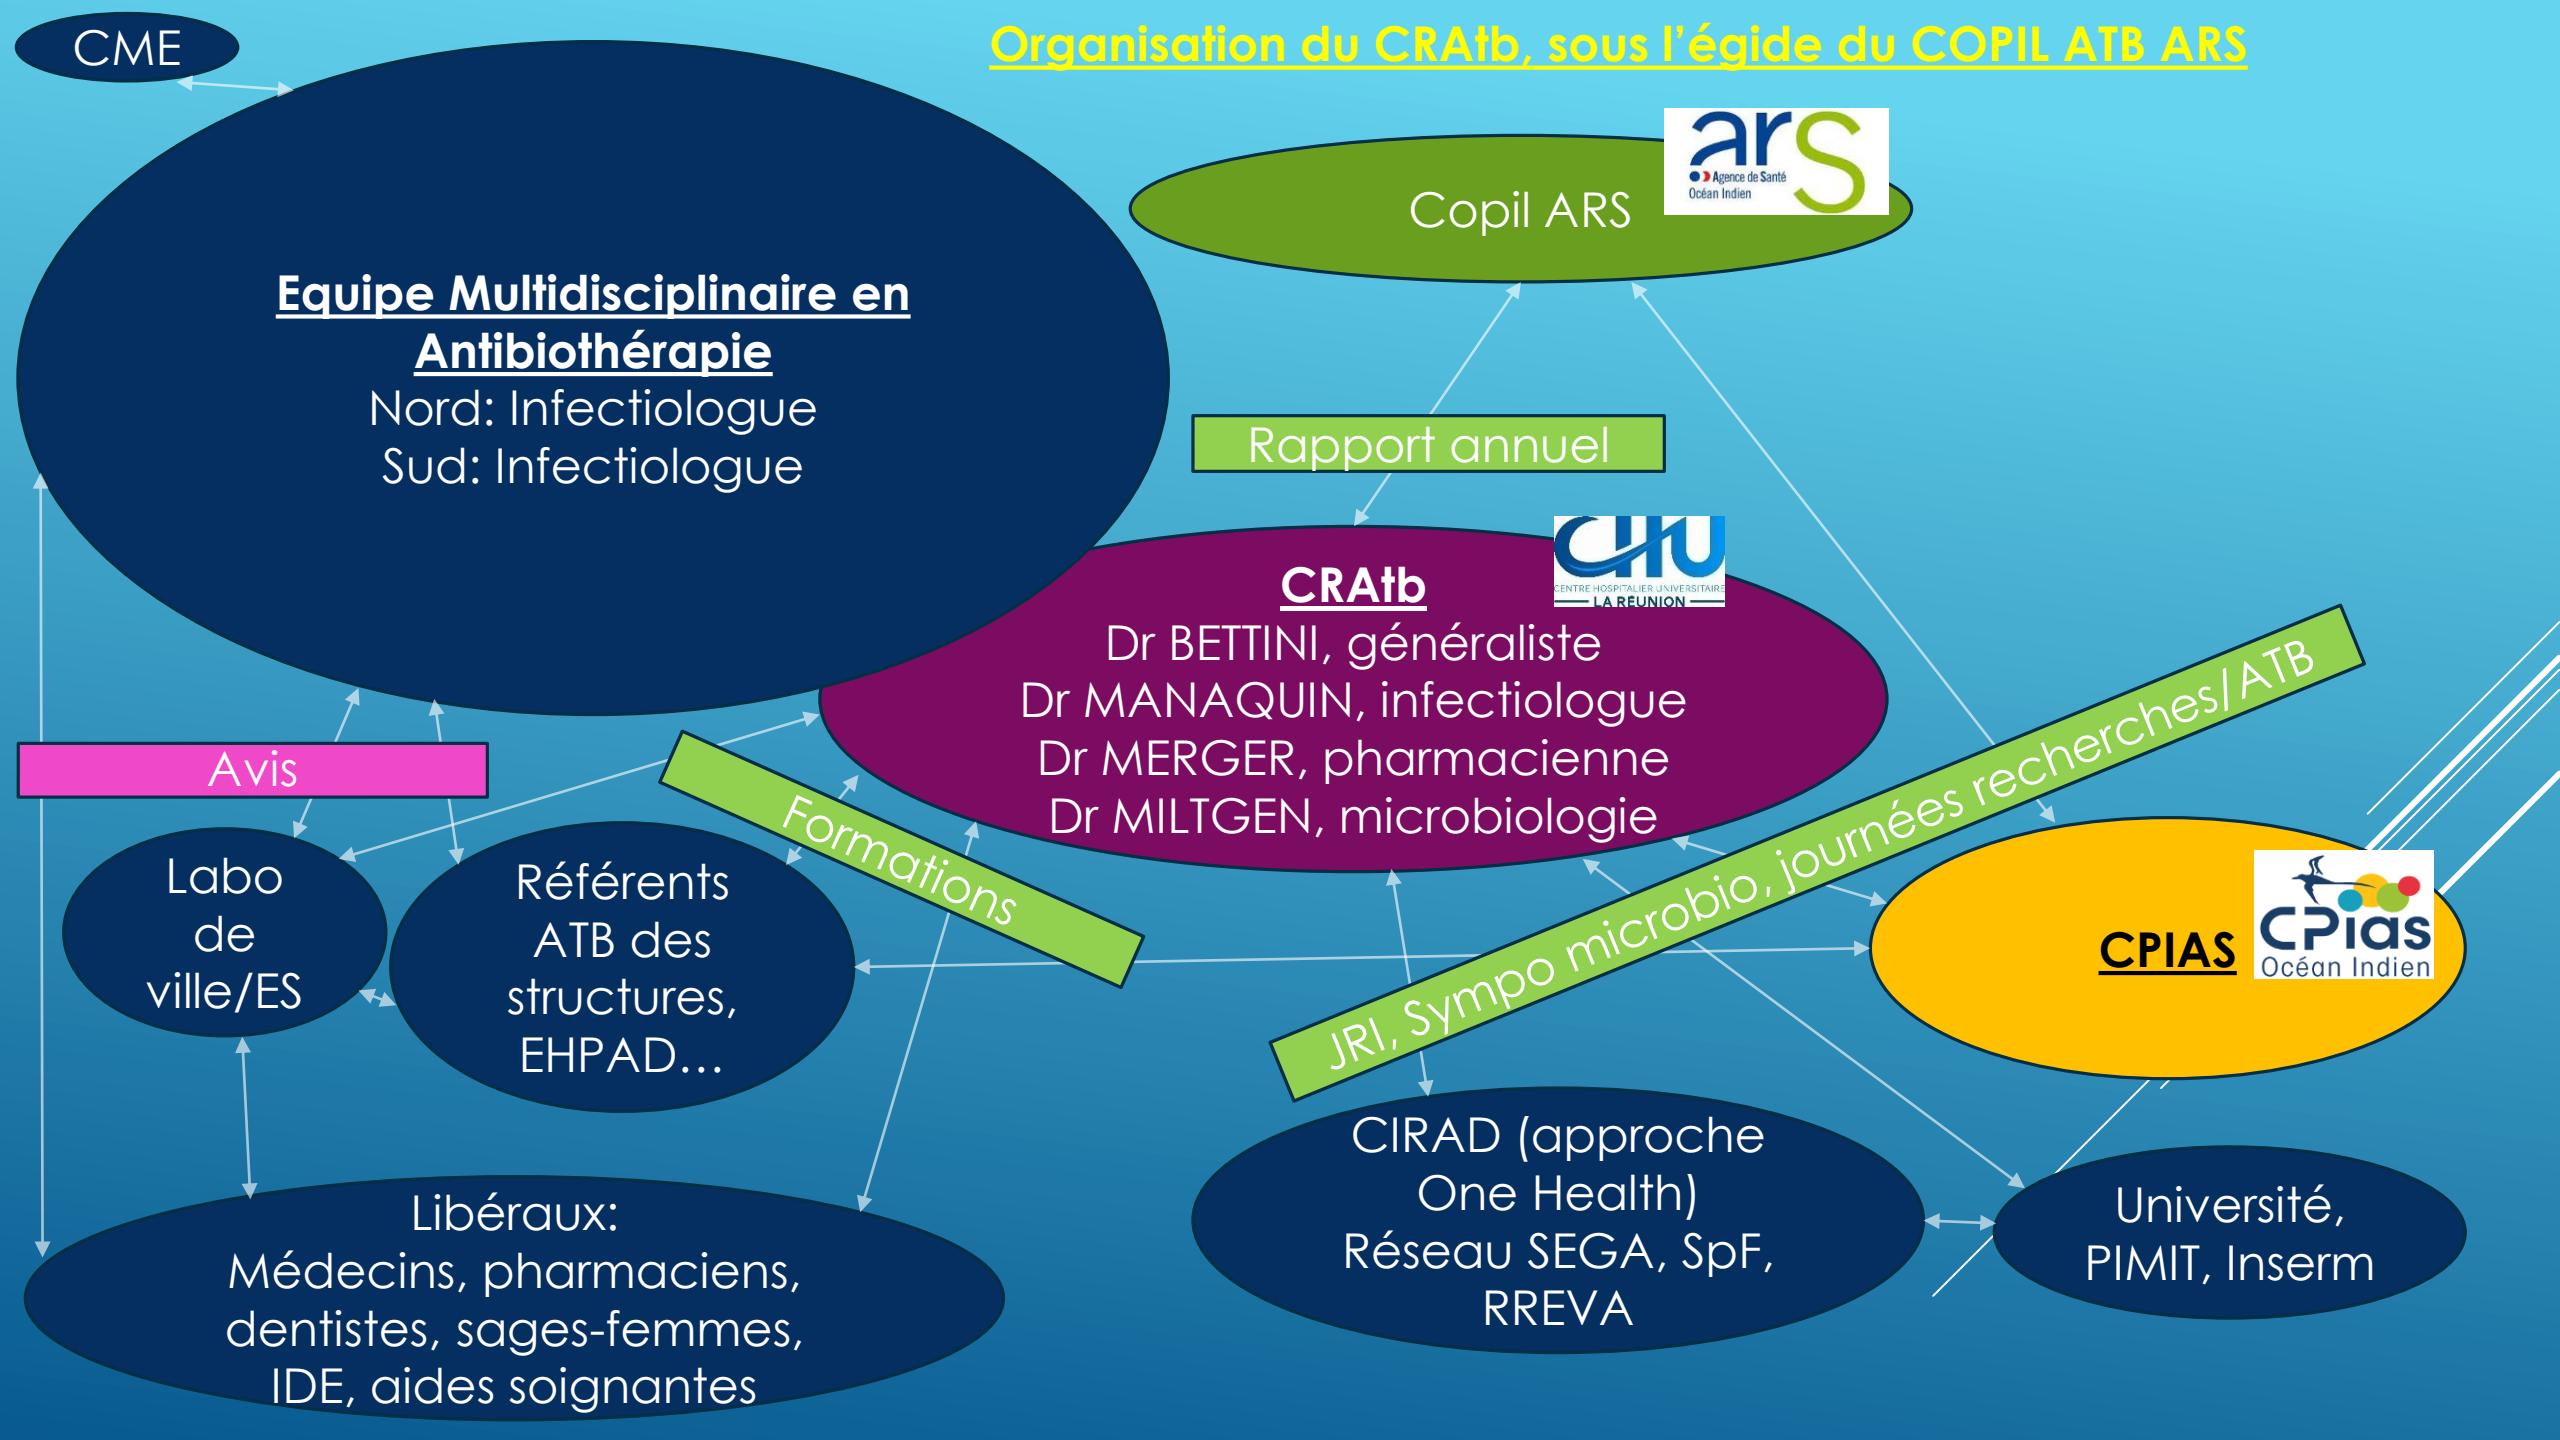 CME
Organisation du CRAtb, sous l'égide du COPIL ATB ARS
ars
Agence de Santé
Océan Indien
Copil ARS
Equipe Multidisciplinaire en
Antibiothérapie
Nord: Infectiologue
Sud: Infectiologue
Rapport annuel
CHU
CENTRE HOSPITALIER UNIVERSITAIRE
LA RÉUNION
CRAtb
Dr BETTINI, généraliste
Dr MANAQUIN, infectiologue
Dr MERGER, pharmacienne
Dr MILTGEN, microbiologie
Avis
Formations
JRI, Sympo microbio, journées recherches/ATB
Labo
de
ville/ES
Référents
ATB des
structures,
EHPAD…
CPIAS
CPias
Océan Indien
Libéraux:
Médecins, pharmaciens,
dentistes, sages-femmes,
IDE, aides soignantes
CIRAD (approche
One Health)
Réseau SEGA, SpF,
RREVA
Université,
PIMIT, Inserm